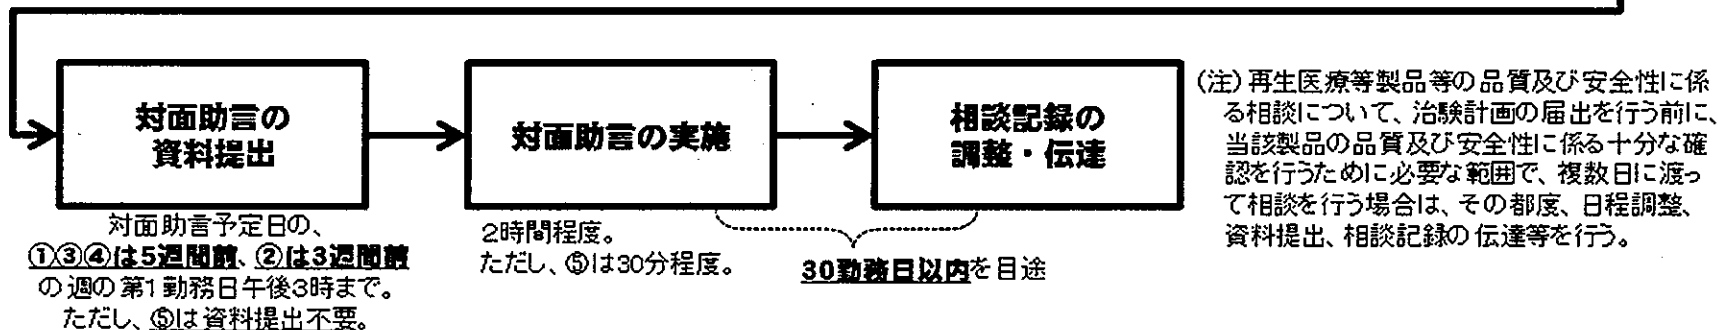 対面助言の
資料提出
対面助言の実施
相談記録の
調整・伝達
対面助言予定日の、
①③④は5週間前、②は3週間前
の週の第1勤務日午後3時まで。
ただし、⑤は資料提出不要。
2時間程度。
ただし、⑤は30分程度。
30勤務日以内を目途
(注)再生医療等製品等の品質及び安全性に係
る相談について、治験計画の届出を行う前に、
当該製品の品質及び安全性に係る十分な確
認を行うために必要な範囲で、複数日に渡っ
て相談を行う場合は、その都度、日程調整、
資料提出、相談記録の伝達等を行う。